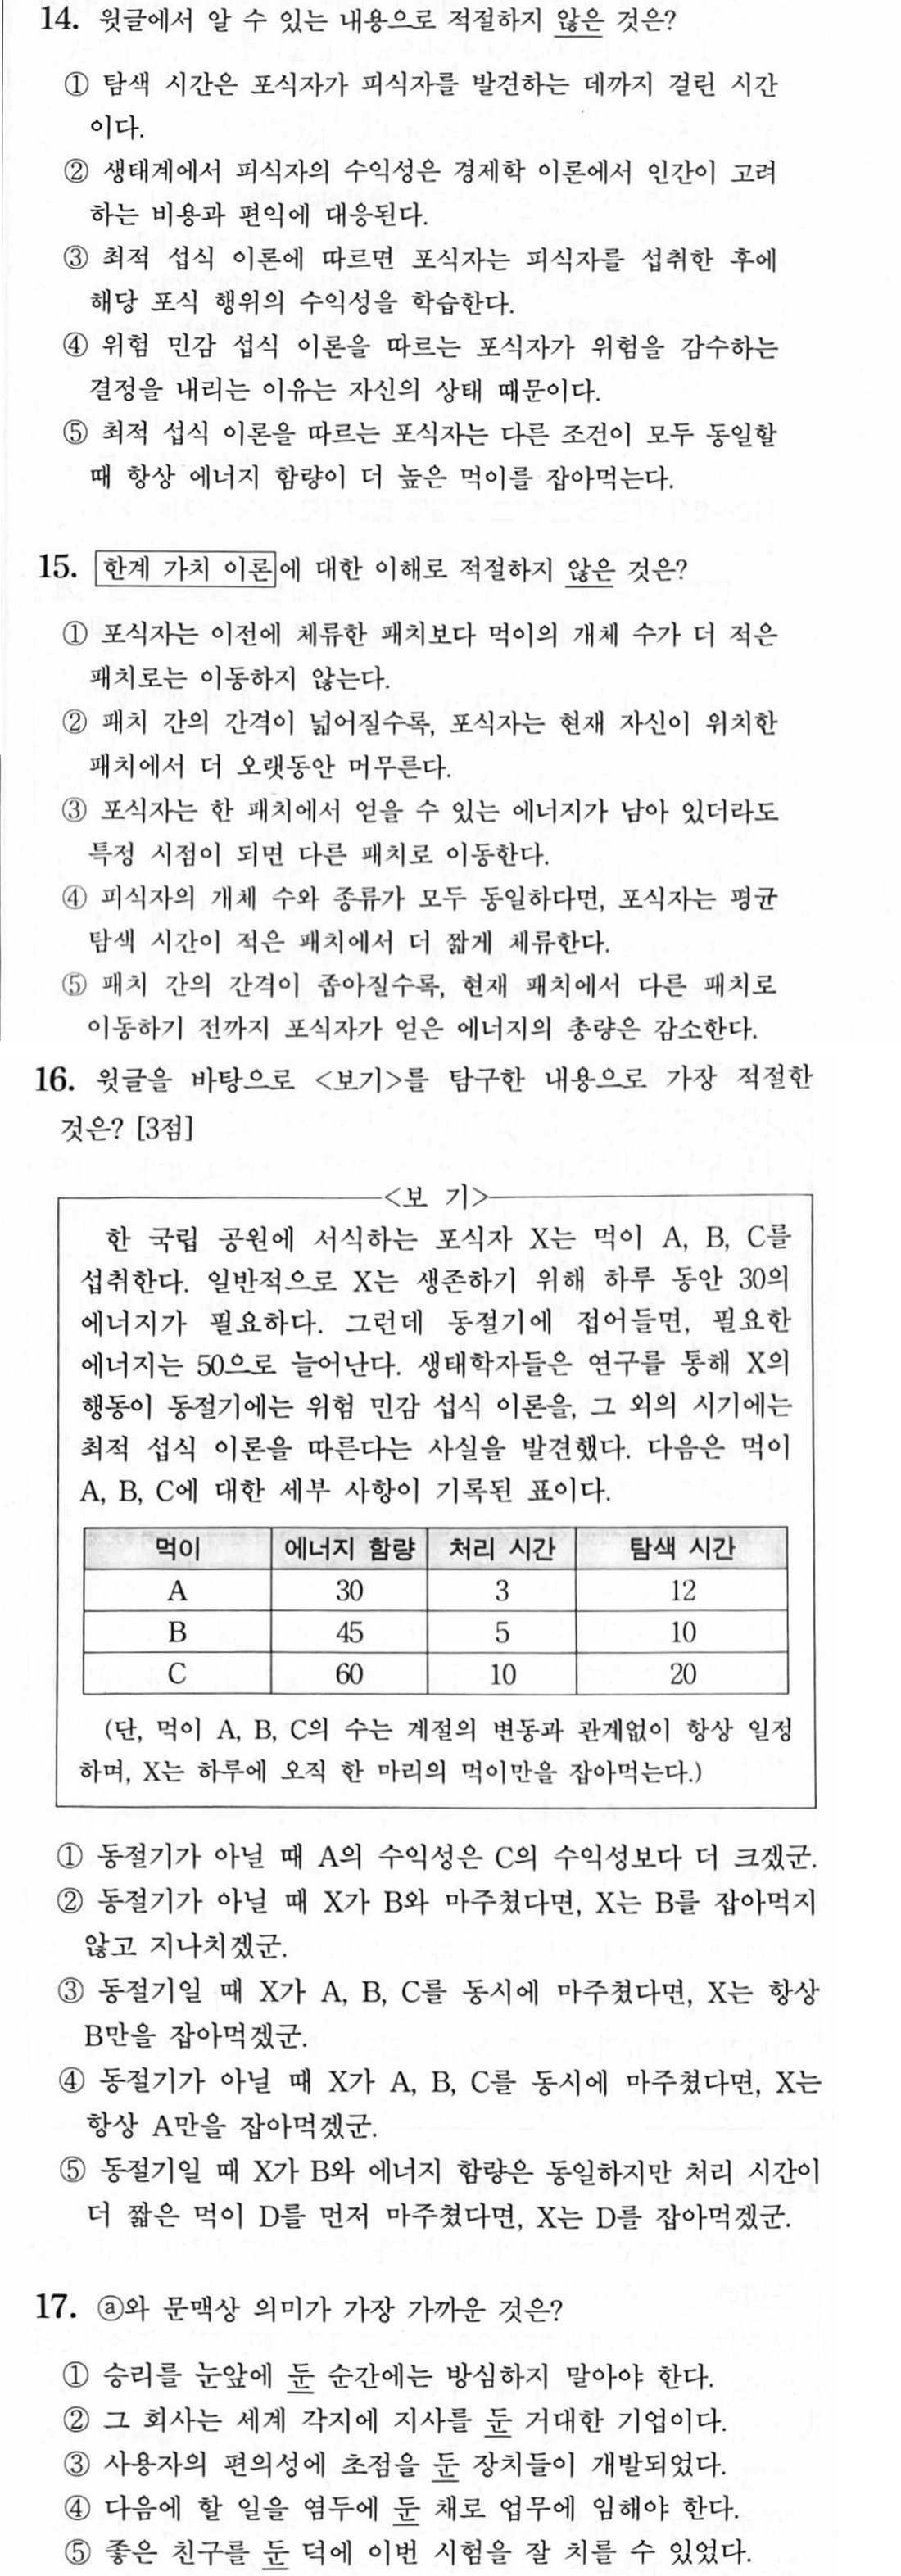 14. 윗글에서 알 수 있는 내용으로 적절하지 않은 것은?
① 탐색 시간은 포식자가 피식자를 발견하는 데까지 걸린 시간
이다.
② 생태계에서 피식자의 수익성은 경제학 이론에서 인간이 고려
하는 비용과 편익에 대응된다.
③ 최적 섭식 이론에 따르면 포식자는 피식자를 섭취한 후에
해당 포식 행위의 수익성을 학습한다.
④ 위험 민감 섭식 이론을 따르는 포식자가 위험을 감수하는
결정을 내리는 이유는 자신의 상태 때문이다.
⑤ 최적 섭식 이론을 따르는 포식자는 다른 조건이 모두 동일할
때 항상 에너지 함량이 더 높은 먹이를 잡아먹는다.
15. 한계 가치 이론에 대한 이해로 적절하지 않은 것은?
① 포식자는 이전에 체류한 패치보다 먹이의 개체 수가 더 적은
패치로는 이동하지 않는다.
② 패치 간의 간격이 넓어질수록, 포식자는 현재 자신이 위치한
패치에서 더 오랫동안 머무른다.
③ 포식자는 한 패치에서 얻을 수 있는 에너지가 남아 있더라도
특정 시점이 되면 다른 패치로 이동한다.
④ 피식자의 개체 수와 종류가 모두 동일하다면, 포식자는 평균
탐색 시간이 적은 패치에서 더 짧게 체류한다.
⑤ 패치 간의 간격이 좁아질수록, 현재 패치에서 다른 패치로
이동하기 전까지 포식자가 얻은 에너지의 총량은 감소한다.
16. 윗글을 바탕으로 <보기>를 탐구한 내용으로 가장 적절한
것은? [3점]
<보 기>
한 국립 공원에 서식하는 포식자 X는 먹이 A, B, C를
섭취한다. 일반적으로 X는 생존하기 위해 하루 동안 30의
에너지가 필요하다. 그런데 동절기에 접어들면, 필요한
에너지는 50으로 늘어난다. 생태학자들은 연구를 통해 X의
행동이 동절기에는 위험 민감 섭식 이론을, 그 외의 시기에는
최적 섭식 이론을 따른다는 사실을 발견했다. 다음은 먹이
A, B, C에 대한 세부 사항이 기록된 표이다.
먹이 에너지 함량 처리 시간 탐색 시간
A 30 3 12
B 45 5 10
C 60 10 20
(단, 먹이 A, B, C의 수는 계절의 변동과 관계없이 항상 일정
하며, X는 하루에 오직 한 마리의 먹이만을 잡아먹는다.)
① 동절기가 아닐 때 A의 수익성은 C의 수익성보다 더 크겠군.
② 동절기가 아닐 때 X가 B와 마주쳤다면, X는 B를 잡아먹지
않고 지나치겠군.
③ 동절기일 때 X가 A, B, C를 동시에 마주쳤다면, X는 항상
B만을 잡아먹겠군.
④ 동절기가 아닐 때 X가 A, B, C를 동시에 마주쳤다면, X는
항상 A만을 잡아먹겠군.
⑤ 동절기일 때 X가 B와 에너지 함량은 동일하지만 처리 시간이
더 짧은 먹이 D를 먼저 마주쳤다면, X는 D를 잡아먹겠군.
17. ⓐ와 문맥상 의미가 가장 가까운 것은?
① 승리를 눈앞에 둔 순간에는 방심하지 말아야 한다.
② 그 회사는 세계 각지에 지사를 둔 거대한 기업이다.
③ 사용자의 편의성에 초점을 둔 장치들이 개발되었다.
④ 다음에 할 일을 염두에 둔 채로 업무에 임해야 한다.
⑤ 좋은 친구를 둔 덕에 이번 시험을 잘 치를 수 있었다.